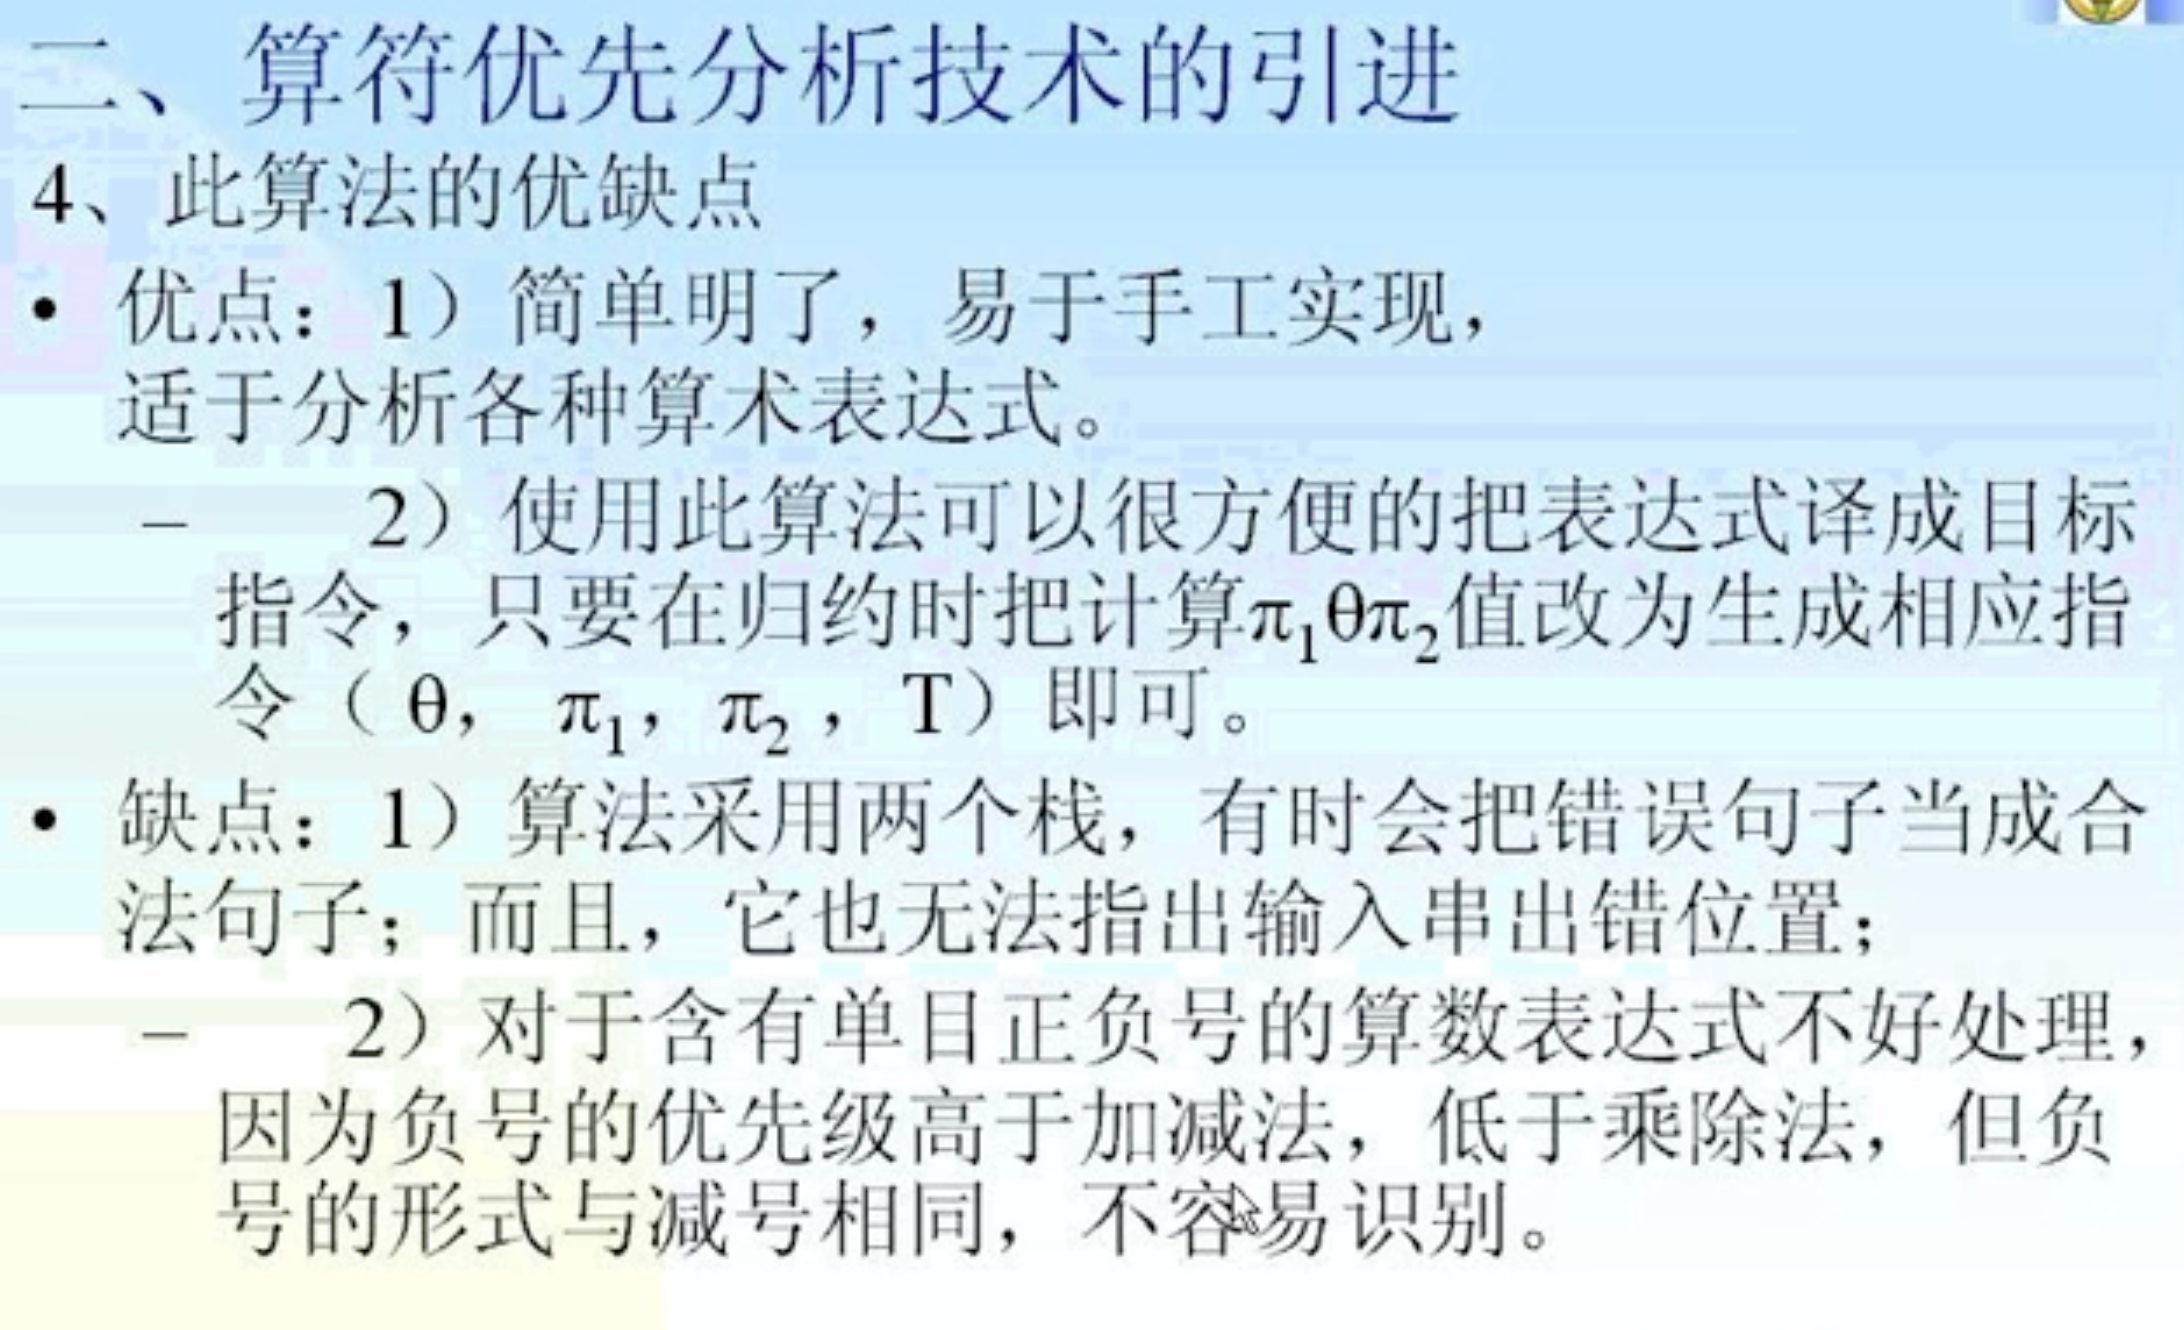 二、算符优先分析技术的引进
4、此算法的优缺点
• 优点：1）简单明了，易于手工实现，
适于分析各种算术表达式。
– 2）使用此算法可以很方便的把表达式译成目标
指令，只要在归约时把计算π₁θπ₂值改为生成相应指
令（θ，π₁，π₂，T）即可。
• 缺点：1）算法采用两个栈，有时会把错误句子当成合
法句子；而且，它也无法指出输入串出错位置；
– 2）对于含有单目正负号的算数表达式不好处理，
因为负号的优先级高于加减法，低于乘除法，但负
号的形式与减号相同，不容易识别。